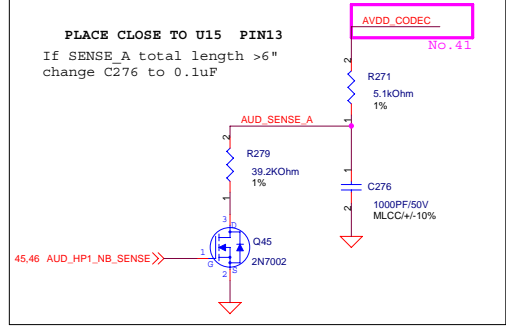 AVDD_CODEC
PLACE CLOSE TO U15 PIN13
No.41
If SENSE_A total length >6"
change C276 to 0.1uF
2
R271
5.1kOhm
1%
1
AUD_SENSE_A
2
R279
39.2KOhm
1%
1
1
C276
1000PF/50V
MLCC/+/-10%
2
3
D
Q45
45,46 AUD_HP1_NB_SENSE
1
G
2N7002
2
S